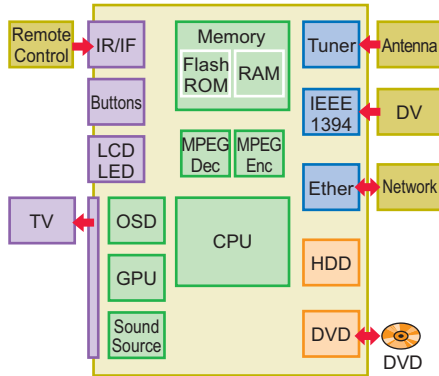 Remote
Control
IR/IF
Memory
Flash
ROM
RAM
Tuner
Antenna
Buttons
IEEE
1394
DV
LCD
LED
MPEG
Dec
MPEG
Enc
Ether
Network
TV
OSD
CPU
GPU
HDD
Sound
Source
DVD
DVD